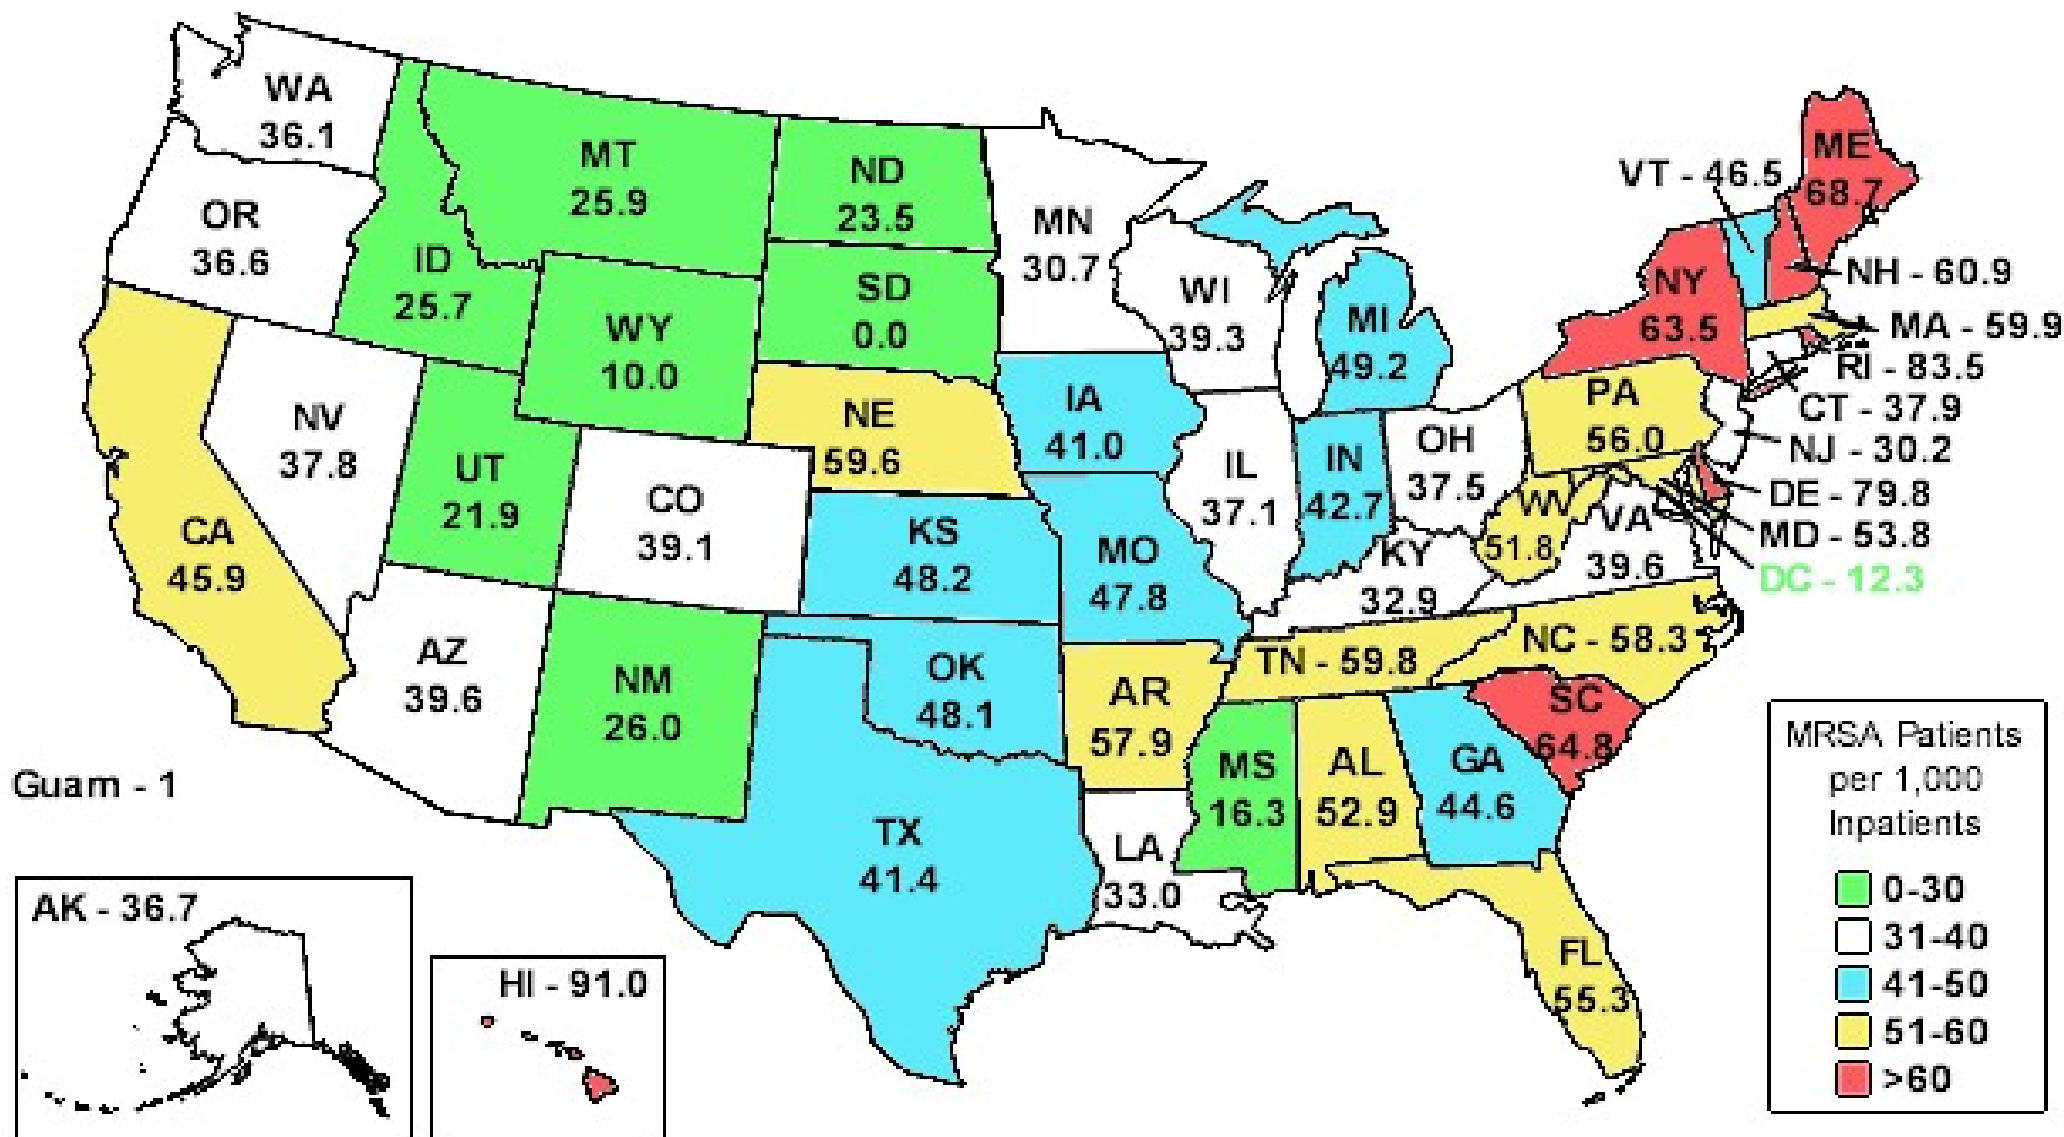 WA
36.1
OR
36.6
CA
45.9
NV
37.8
ID
25.7
MT
25.9
WY
10.0
UT
21.9
CO
39.1
AZ
39.6
NM
26.0
ND
23.5
SD
0.0
NE
59.6
KS
48.2
OK
48.1
TX
41.4
MN
30.7
IA
41.0
MO
47.8
AR
57.9
LA
33.0
WI
39.3
IL
37.1
MI
49.2
IN
42.7
OH
37.5
KY
32.9
TN - 59.8
MS
16.3
AL
52.9
GA
44.6
FL
55.3
SC
64.8
NC - 58.3
VA
39.6
WV
51.8
PA
56.0
NY
63.5
VT - 46.5
ME
68.7
NH - 60.9
MA - 59.9
RI - 83.5
CT - 37.9
NJ - 30.2
DE - 79.8
MD - 53.8
DC - 12.3
Guam - 1
AK - 36.7
HI - 91.0
MRSA Patients
per 1,000
Inpatients
0-30
31-40
41-50
51-60
>60